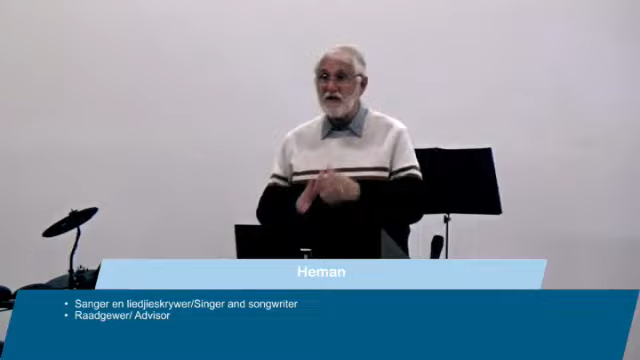 Heman
• Sanger en liedjieskrywer/Singer and songwriter
• Raadgewer/ Advisor